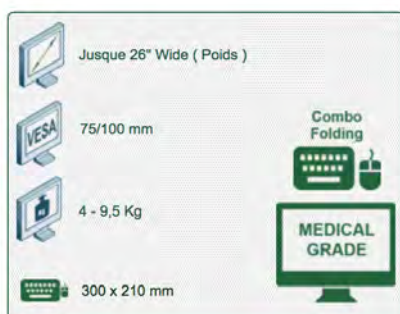 Jusque 26" Wide ( Poids )
VESA
75/100 mm
4 - 9,5 Kg
300 x 210 mm
Combo
Folding
MEDICAL
GRADE